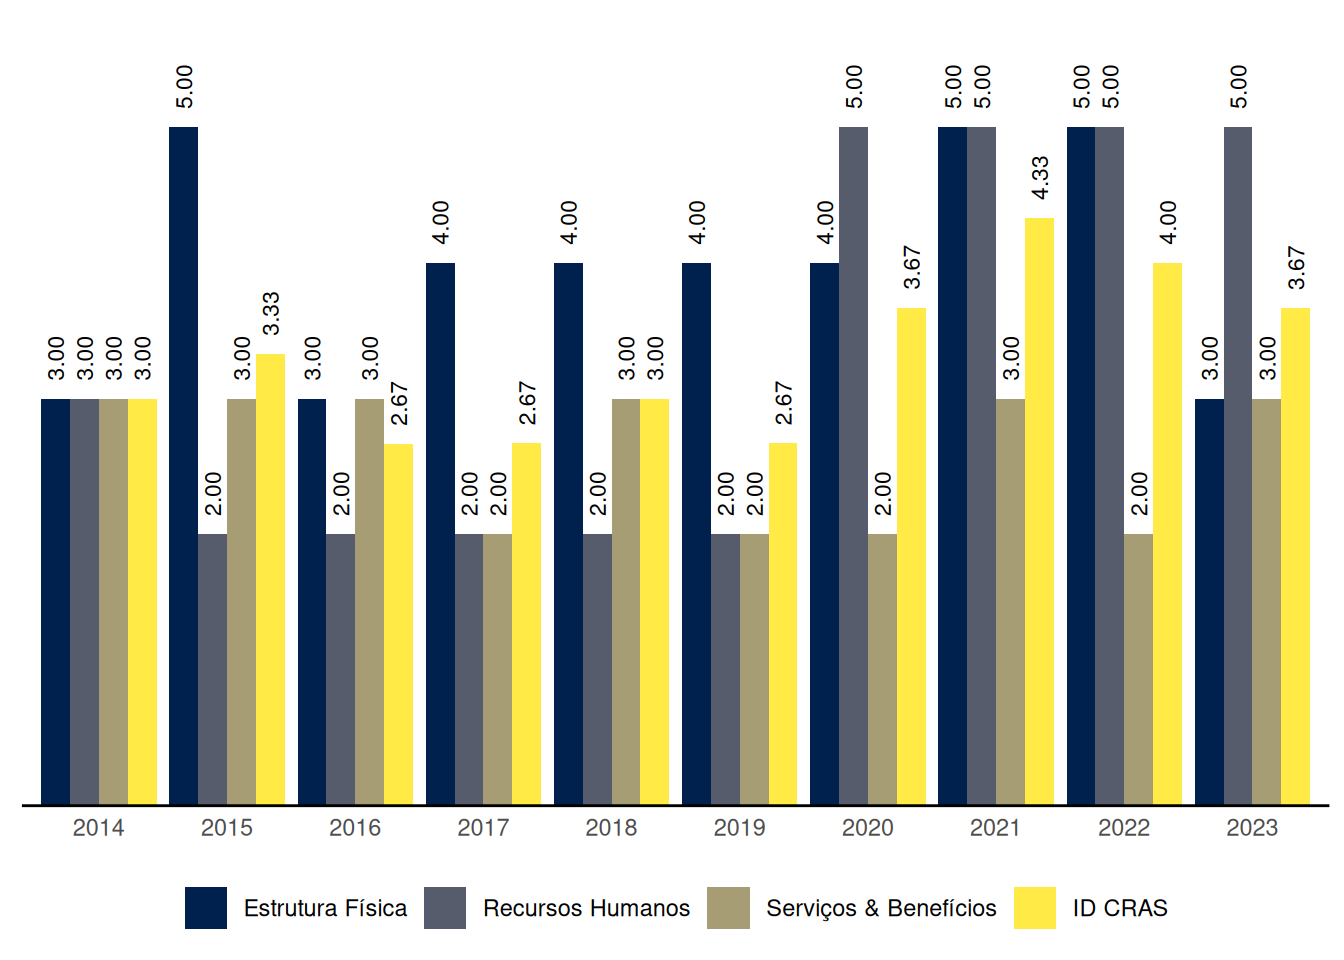 3.00 3.00 3.00 3.00
5.00 2.00 3.00 3.33
3.00 2.00 3.00 2.67
4.00 2.00 2.00 2.67
4.00 2.00 3.00 3.00
4.00 2.00 2.00 2.67
4.00 5.00 2.00 3.67
5.00 5.00 3.00 4.33
5.00 5.00 2.00 4.00
3.00 5.00 3.00 3.67
2014 2015 2016 2017 2018 2019 2020 2021 2022 2023
Estrutura Física Recursos Humanos Serviços & Benefícios ID CRAS